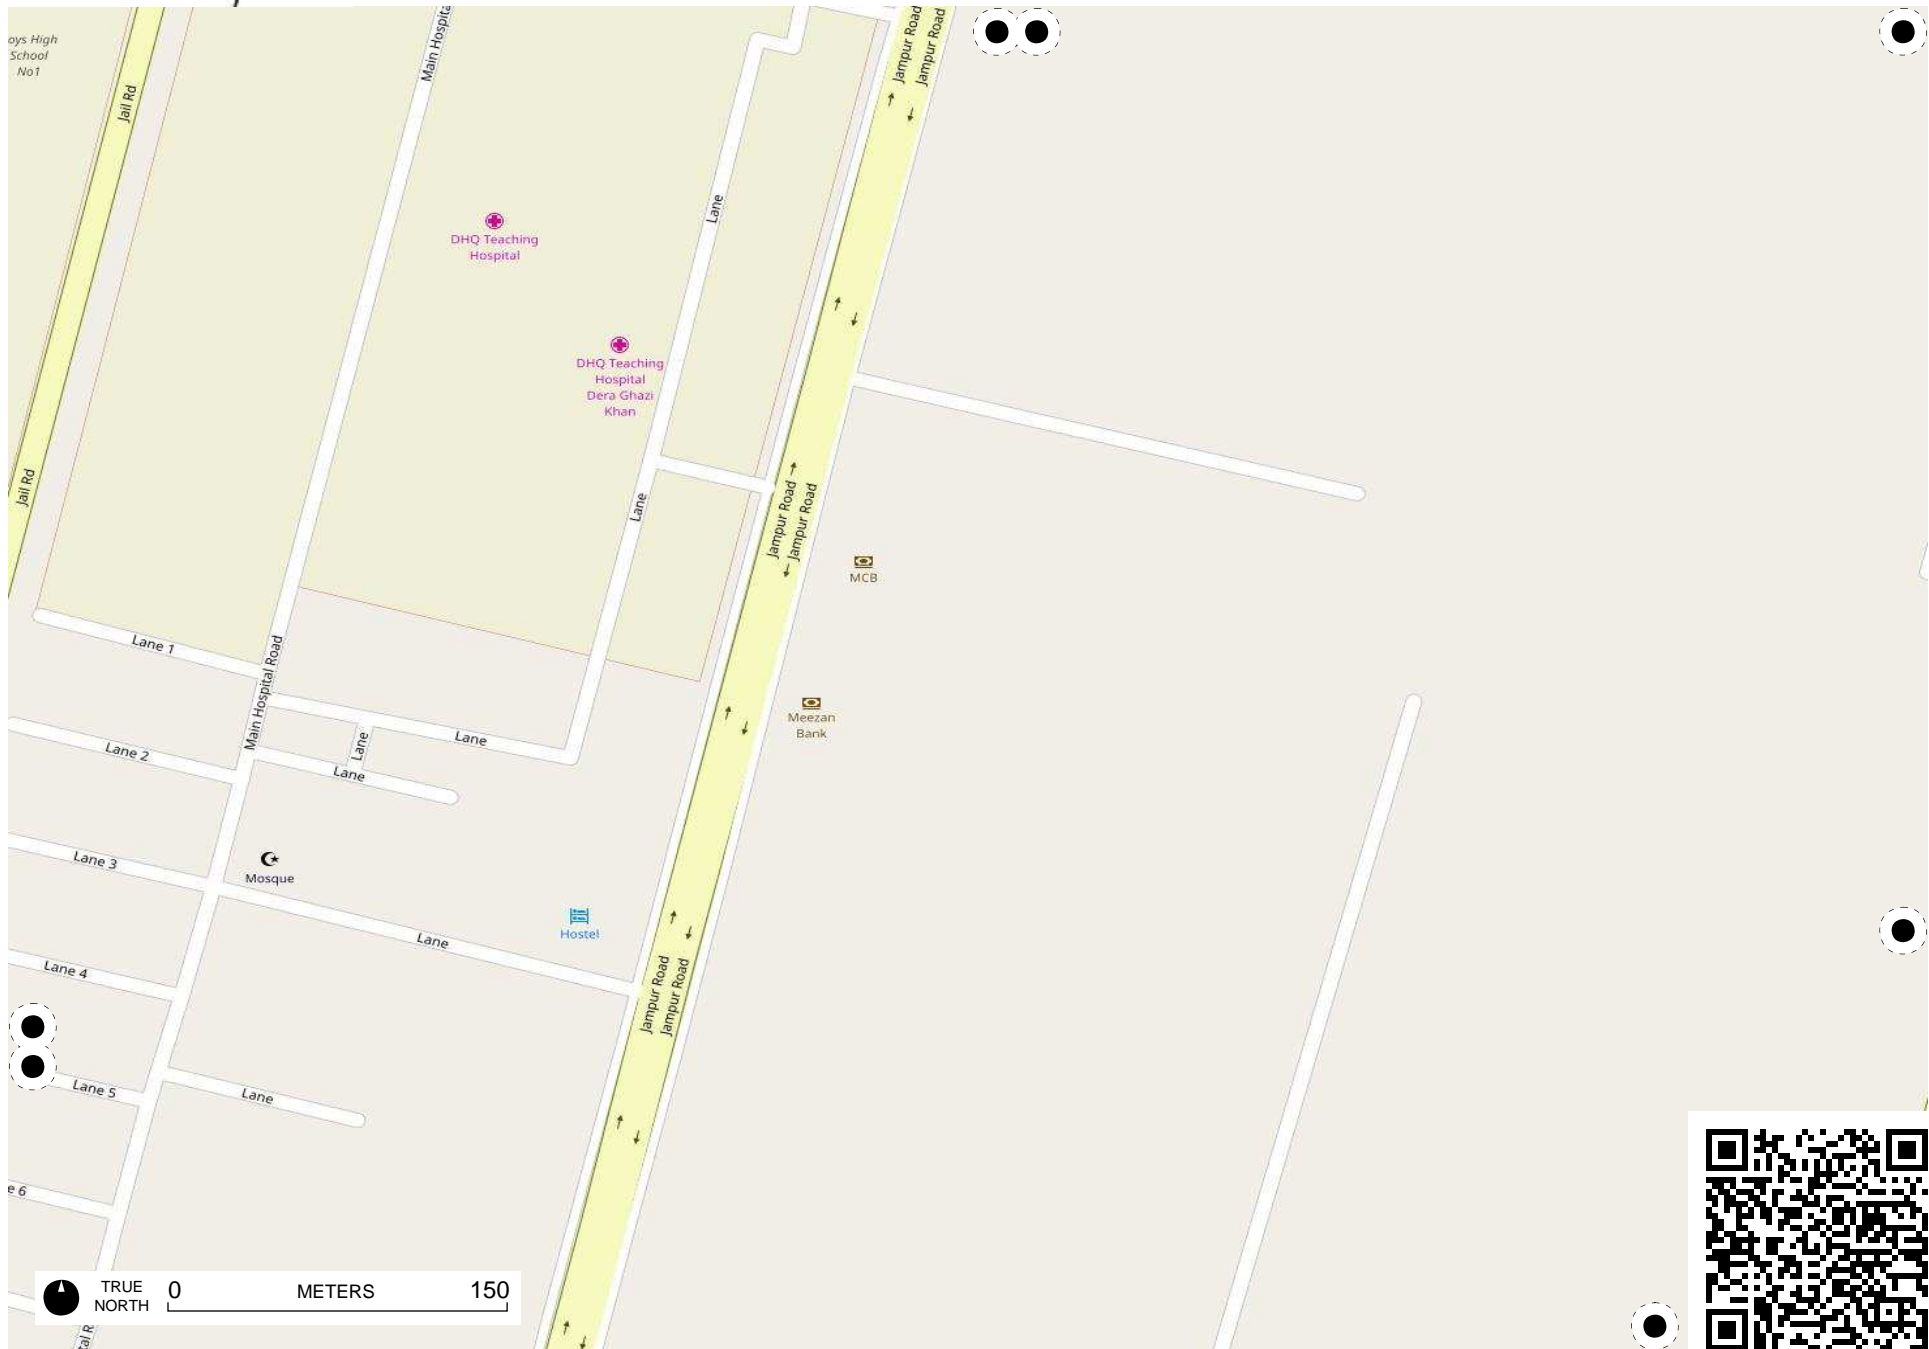 oys High
School
No1
Jail Rd
Main Hospita
Jampur Road
Jampur Road
Lane
DHQ Teaching
Hospital
DHQ Teaching
Hospital
Dera Ghazi
Khan
Jail Rd
Lane
Jampur Road
Jampur Road
MCB
Lane 1
Main Hospital Road
Meezan
Bank
Lane 2
Lane
Lane
Lane
Lane 3
Mosque
Hostel
Lane
Lane 4
Jampur Road
Jampur Road
Lane 5
Lane
e 6
TRUE
NORTH
0 METERS 150
tal R